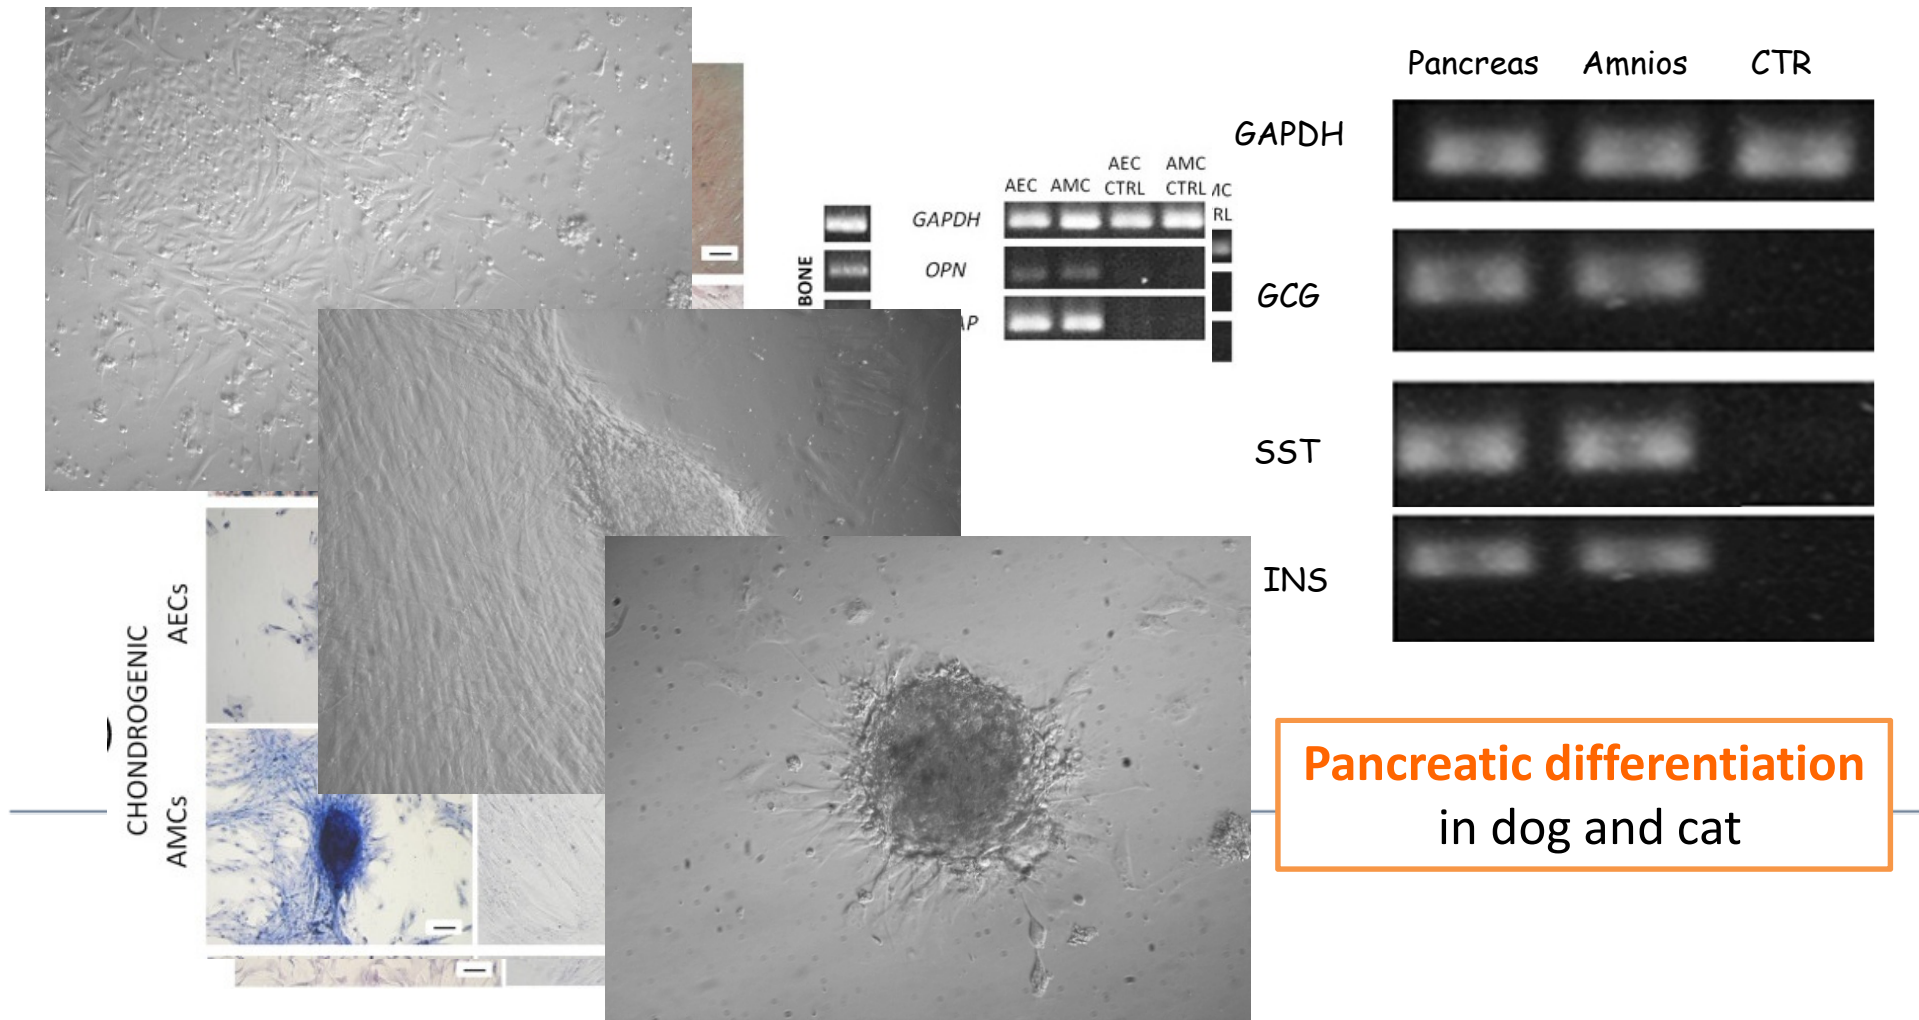 Pancreas Amnios CTR
GAPDH
GCG
SST
INS
AEC AMC AEC CTRL AMC CTRL
GAPDH
OPN
AP
BONE
RL
CHONDROGENIC
AECs
AMCs
Pancreatic differentiation
in dog and cat